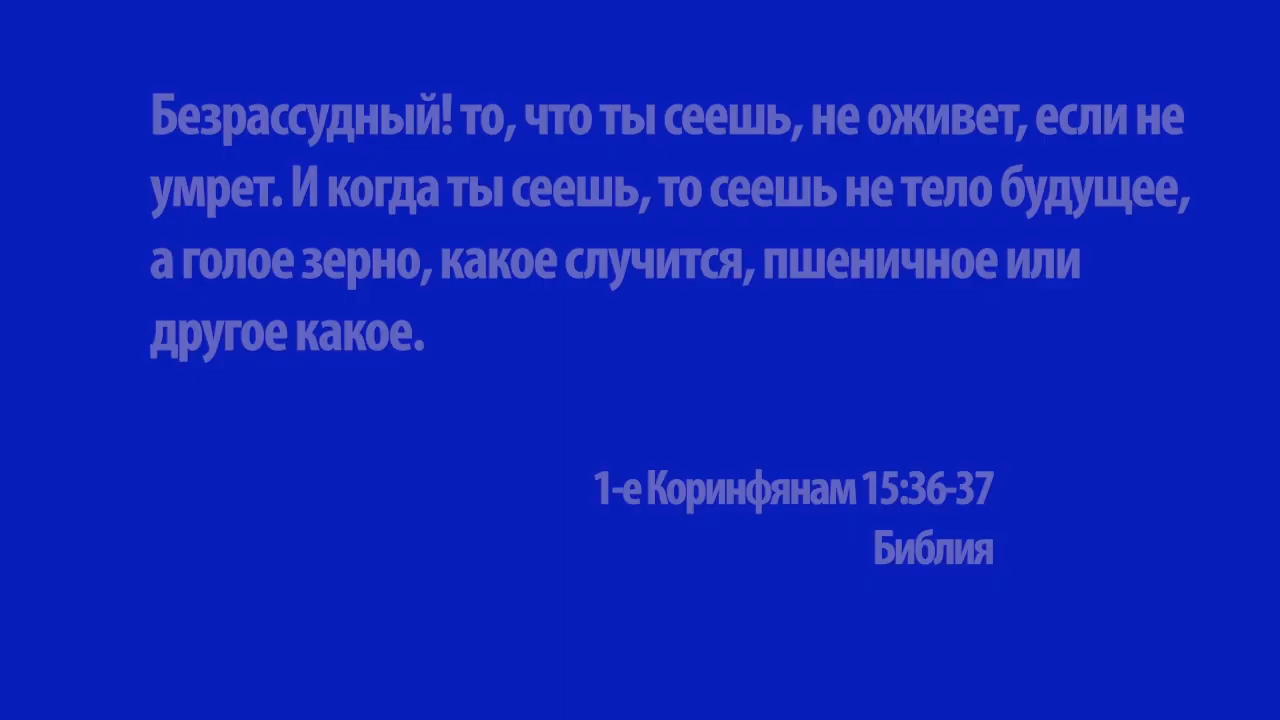 Безрассудный! то, что ты сеешь, не оживет, если не
умрет. И когда ты сеешь, то сеешь не тело будущее,
а голое зерно, какое случится, пшеничное или
другое какое.
1-е Коринфянам 15:36-37
Библия